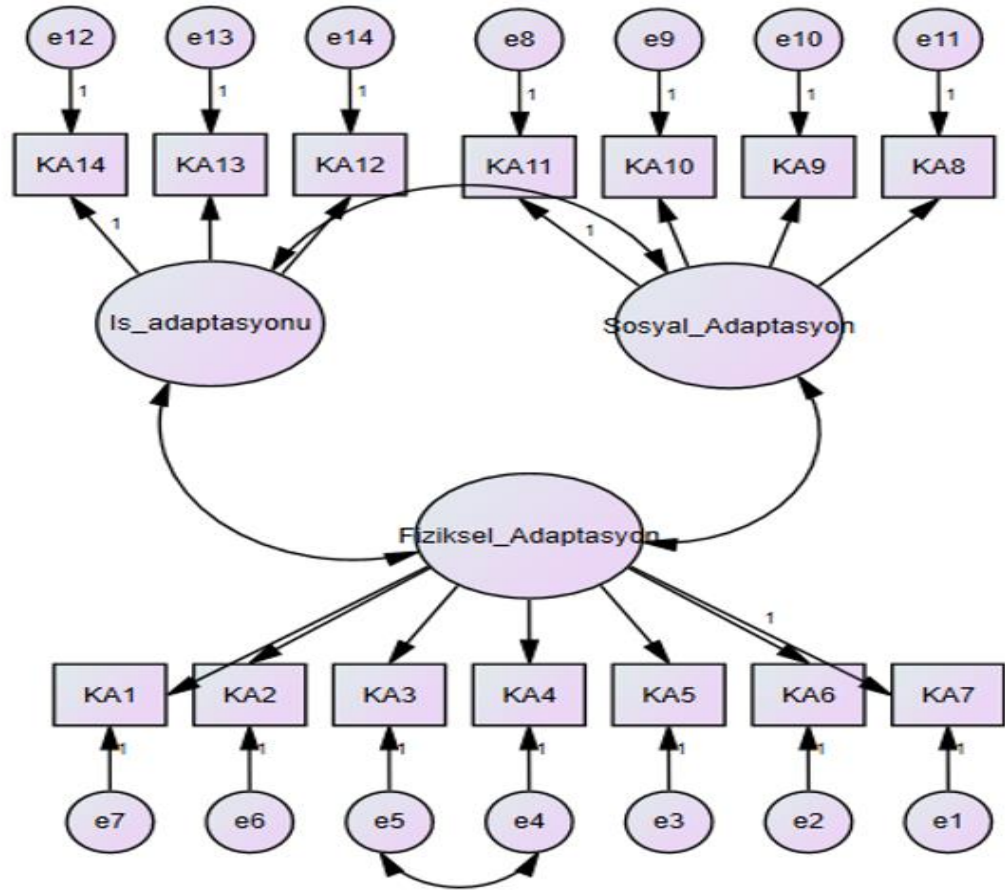 e12 e13 e14 e8 e9 e10 e11
1 1 1 1 1 1 1
KA14 KA13 KA12 KA11 KA10 KA9 KA8
1 1
Is_adaptasyonu Sosyal_Adaptasyon
Fiziksel_Adaptasyon
1
KA1 KA2 KA3 KA4 KA5 KA6 KA7
1 1 1 1 1 1 1
e7 e6 e5 e4 e3 e2 e1